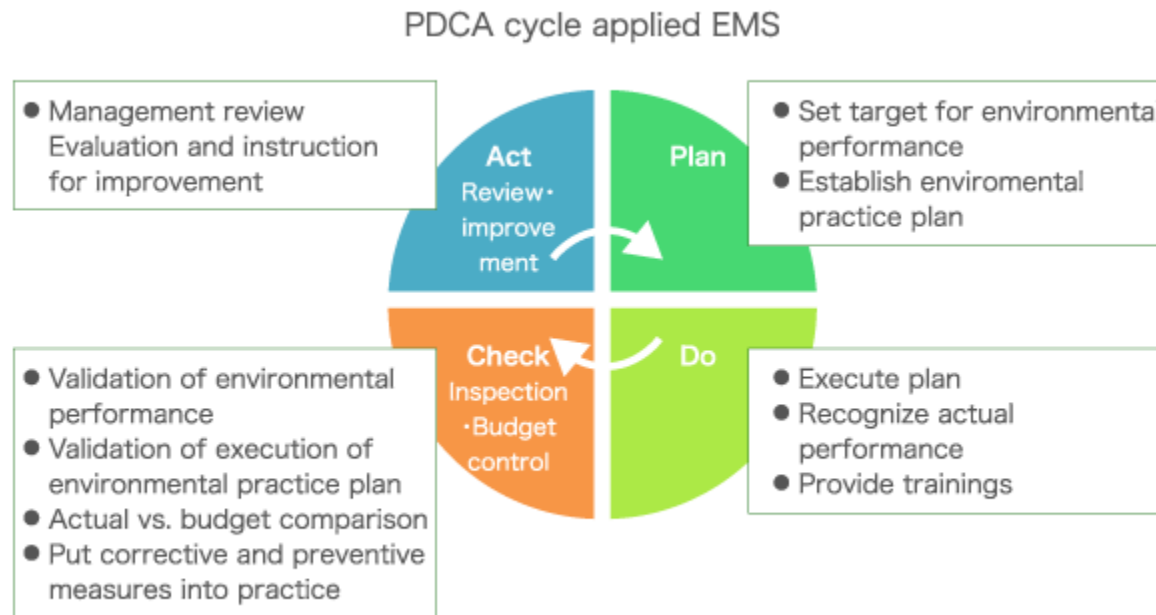 PDCA cycle applied EMS
● Management review
Evaluation and instruction
for improvement
Act
Review・
improve
ment
Plan
● Set target for environmental
performance
● Establish enviromental
practice plan
● Validation of environmental
performance
● Validation of execution of
environmental practice plan
● Actual vs. budget comparison
● Put corrective and preventive
measures into practice
Check
Inspection
・Budget
control
Do
● Execute plan
● Recognize actual
performance
● Provide trainings